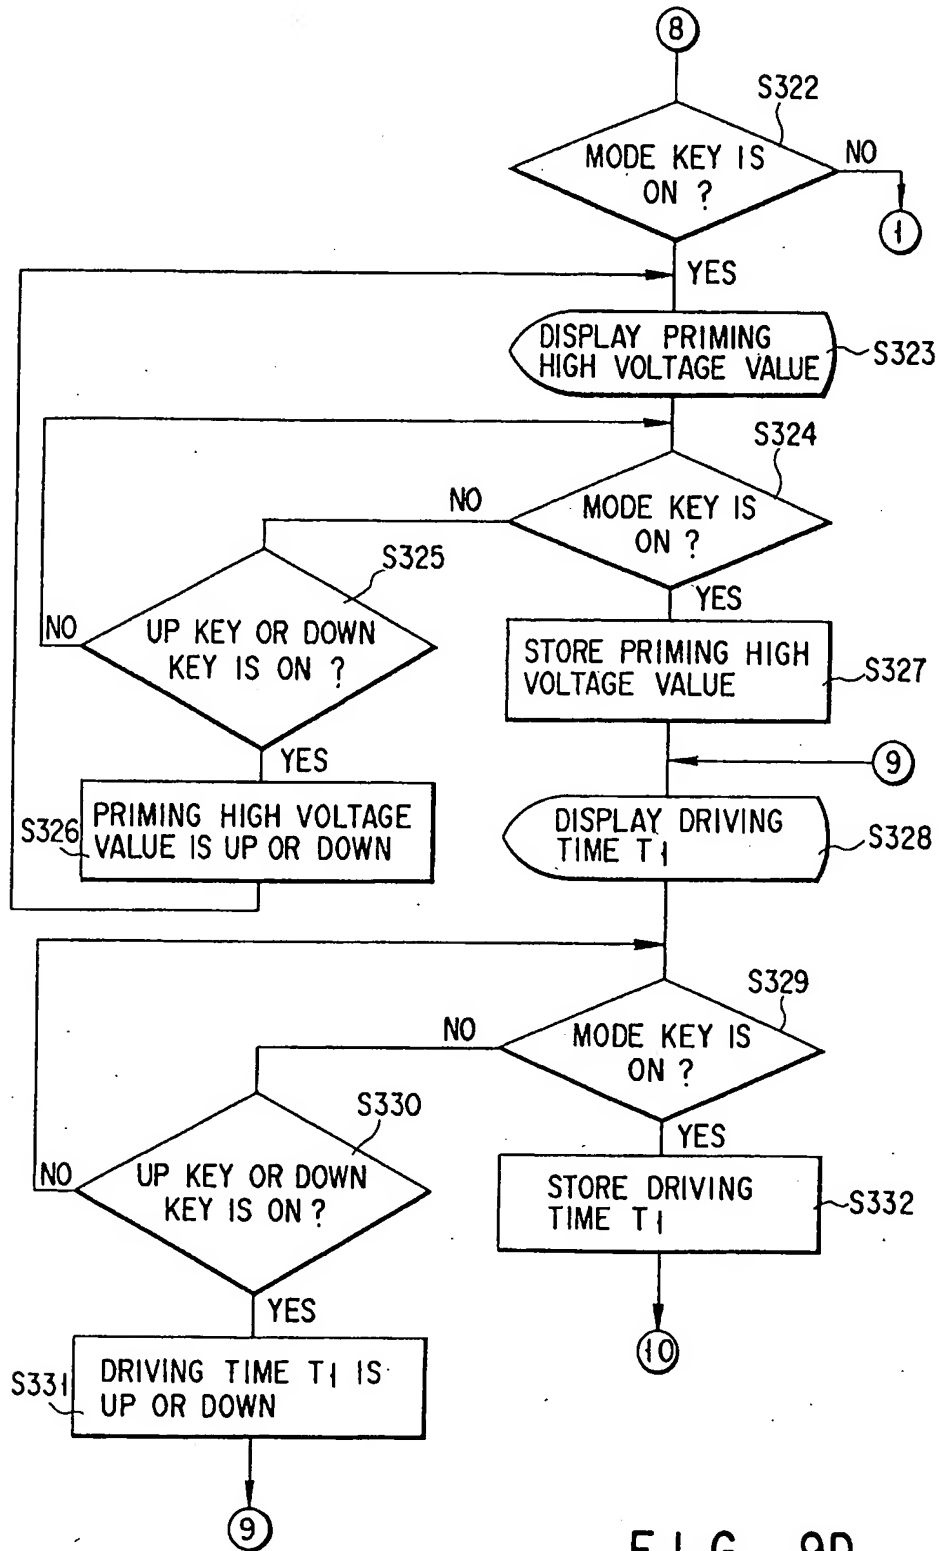 8
S322
MODE KEY IS
ON ?
NO
1
YES
DISPLAY PRIMING
HIGH VOLTAGE VALUE
S323
S324
NO
MODE KEY IS
ON ?
S325
YES
NO
UP KEY OR DOWN
KEY IS ON ?
STORE PRIMING HIGH
VOLTAGE VALUE
S327
YES
9
S326
PRIMING HIGH VOLTAGE
VALUE IS UP OR DOWN
DISPLAY DRIVING
TIME T1
S328
S329
NO
MODE KEY IS
ON ?
S330
YES
NO
UP KEY OR DOWN
KEY IS ON ?
STORE DRIVING
TIME T1
S332
YES
10
S331
DRIVING TIME T1 IS
UP OR DOWN
9
FIG. 9D